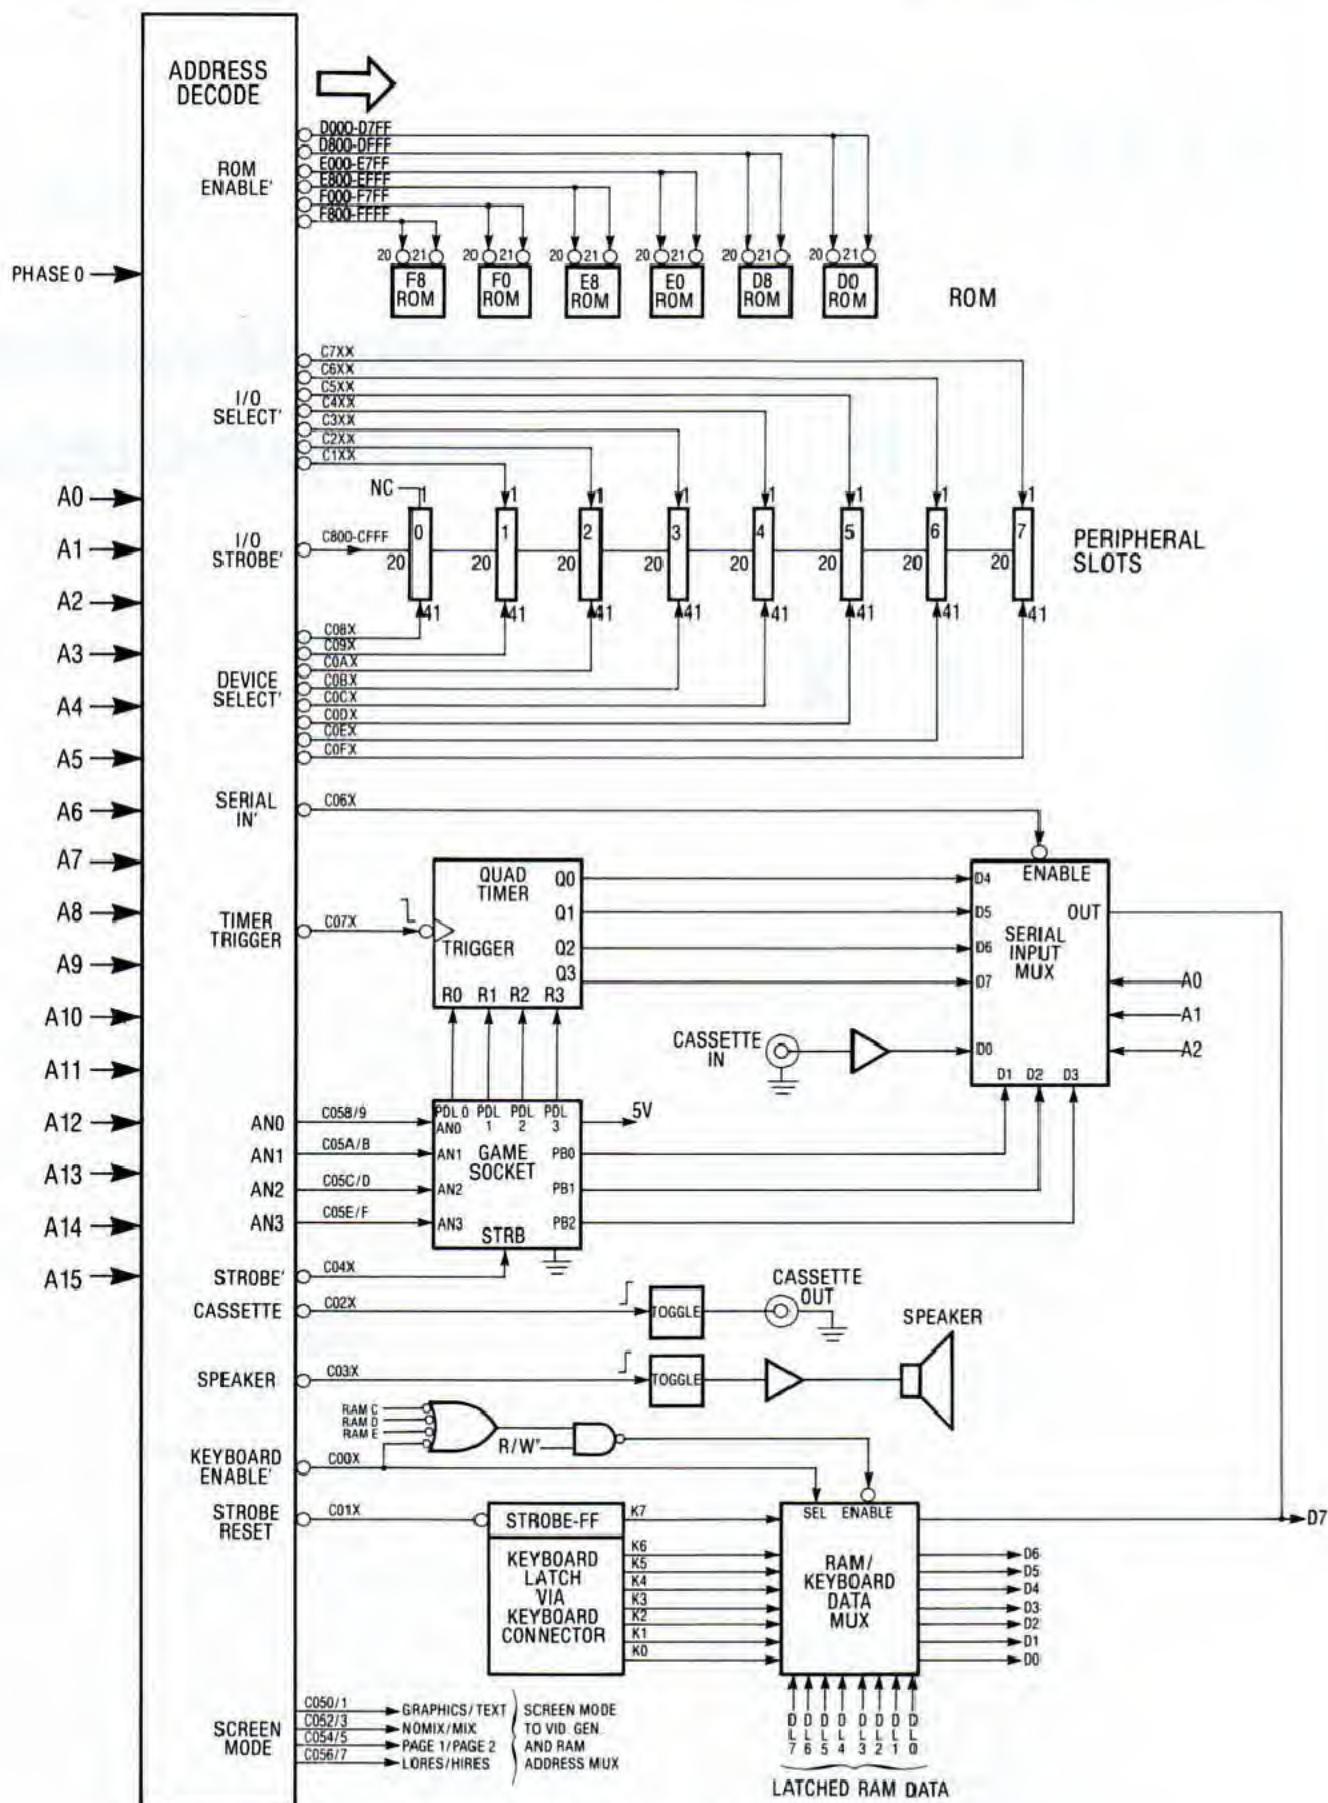 ADDRESS
DECODE
D000-D7FF
D800-DFFF
E000-E7FF
E800-EFFF
F000-F7FF
F800-FFFF
ROM
ENABLE'
PHASE 0
20 21 20 21 20 21 20 21 20 21 20 21
F8
ROM
F0
ROM
E8
ROM
E0
ROM
D8
ROM
D0
ROM
ROM
C7XX
C6XX
C5XX
C4XX
C3XX
C2XX
C1XX
I/O
SELECT'
NC 1 1 1 1 1 1 1 1
0 1 2 3 4 5 6 7
I/O
STROBE'
C800-CFFF
20 20 20 20 20 20 20 20
41 41 41 41 41 41 41 41
PERIPHERAL
SLOTS
C08X
C09X
C0AX
C0BX
C0CX
C0DX
C0EX
C0FX
DEVICE
SELECT'
A0
A1
A2
A3
A4
A5
A6
A7
A8
A9
A10
A11
A12
A13
A14
A15
SERIAL
IN'
C06X
TIMER
TRIGGER
C07X
QUAD
TIMER
TRIGGER
Q0
Q1
Q2
Q3
R0 R1 R2 R3
D4
D5
D6
D7
D0
D1 D2 D3
ENABLE
OUT
SERIAL
INPUT
MUX
A0
A1
A2
CASSETTE
IN
AN0 C058/9
AN1 C05A/B
AN2 C05C/D
AN3 C05E/F
PDL 0 PDL 1 PDL 2 PDL 3
AN0
AN1
AN2
AN3
GAME
SOCKET
STRB
5V
PB0
PB1
PB2
STROBE' C04X
CASSETTE C02X
TOGGLE
CASSETTE
OUT
SPEAKER C03X
TOGGLE
SPEAKER
RAM C
RAM D
RAM E
R/W'
KEYBOARD
ENABLE'
C00X
STROBE
RESET
C01X
STROBE-FF
KEYBOARD
LATCH
VIA
KEYBOARD
CONNECTOR
K7
K6
K5
K4
K3
K2
K1
K0
SEL ENABLE
RAM/
KEYBOARD
DATA
MUX
D7
D6
D5
D4
D3
D2
D1
D0
DL7 DL6 DL5 DL4 DL3 DL2 DL1 DL0
LATCHED RAM DATA
SCREEN
MODE
C050/1 GRAPHICS/TEXT
C052/3 NOMIX/MIX
C054/5 PAGE 1/PAGE 2
C056/7 LORES/HIRES
SCREEN MODE
TO VID. GEN.
AND RAM
ADDRESS MUX